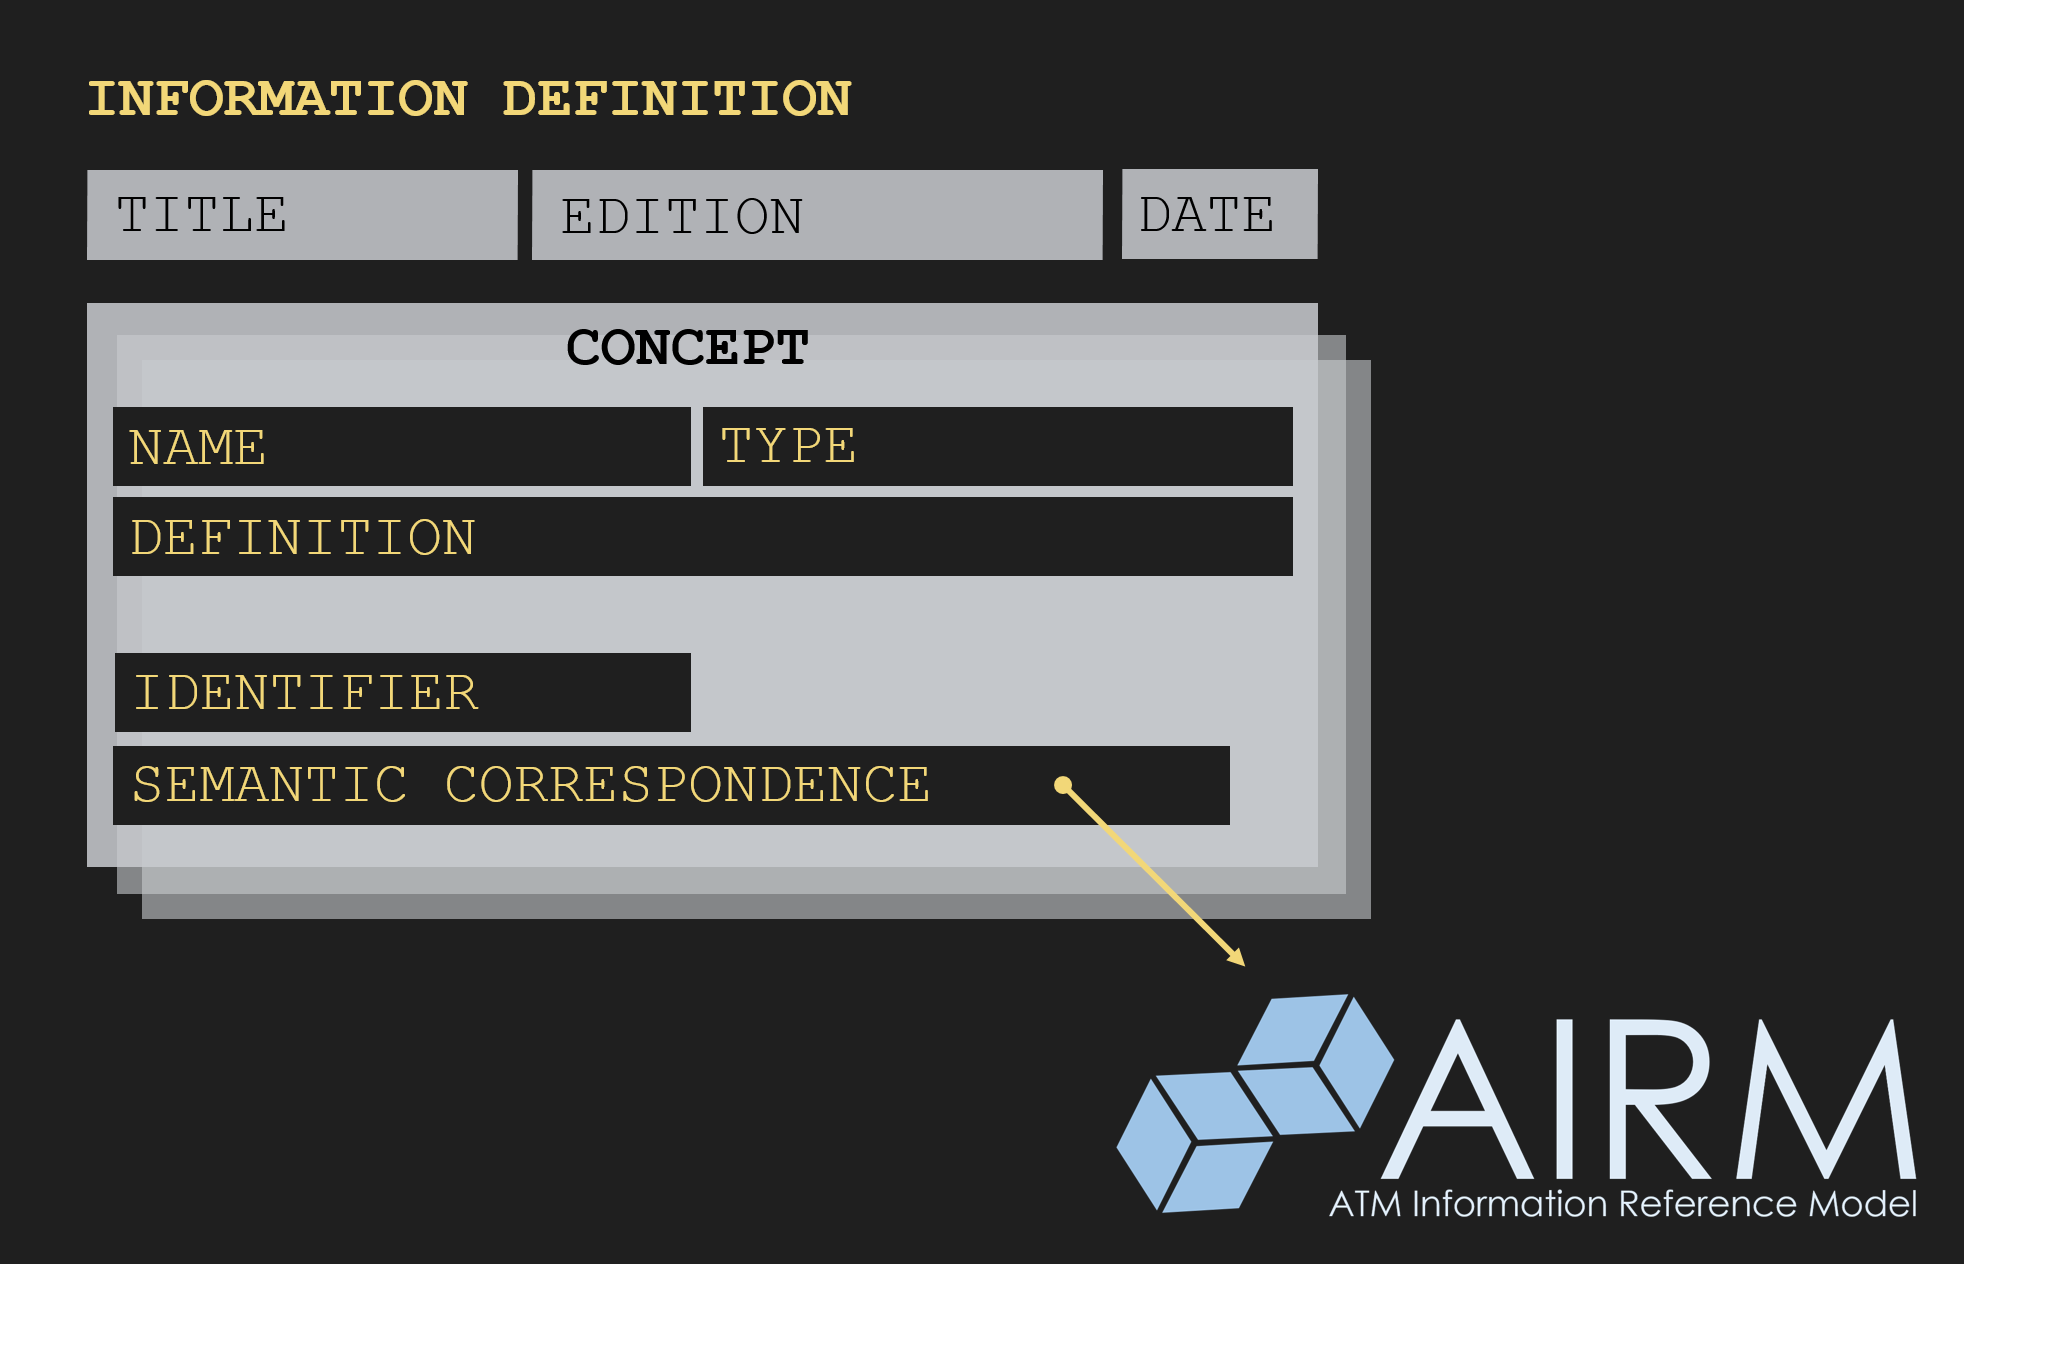 INFORMATION DEFINITION
TITLE EDITION DATE
CONCEPT
NAME TYPE
DEFINITION
IDENTIFIER
SEMANTIC CORRESPONDENCE
AIRM
ATM Information Reference Model